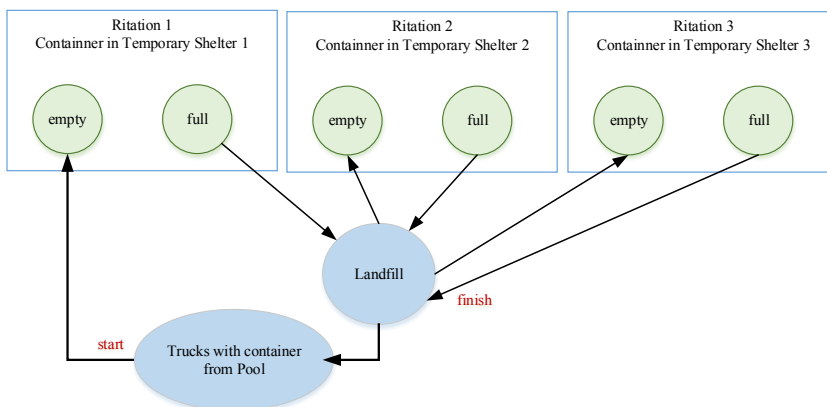 Ritation 1
Containner in Temporary Shelter 1
empty
full
Ritation 2
Containner in Temporary Shelter 2
empty
full
Ritation 3
Containner in Temporary Shelter 3
empty
full
Landfill
finish
start
Trucks with container
from Pool